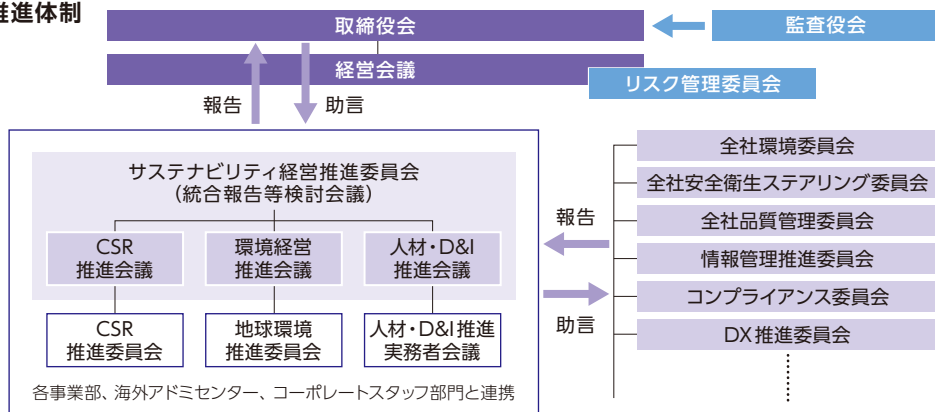 推進体制
取締役会
監査役会
経営会議
リスク管理委員会
報告
助言
サステナビリティ経営推進委員会
(統合報告等検討会議)
CSR
推進会議
環境経営
推進会議
人材・D&I
推進会議
CSR
推進委員会
地球環境
推進委員会
人材・D&I推進
実務者会議
各事業部、海外アドミセンター、コーポレートスタッフ部門と連携
報告
助言
全社環境委員会
全社安全衛生ステアリング委員会
全社品質管理委員会
情報管理推進委員会
コンプライアンス委員会
DX推進委員会